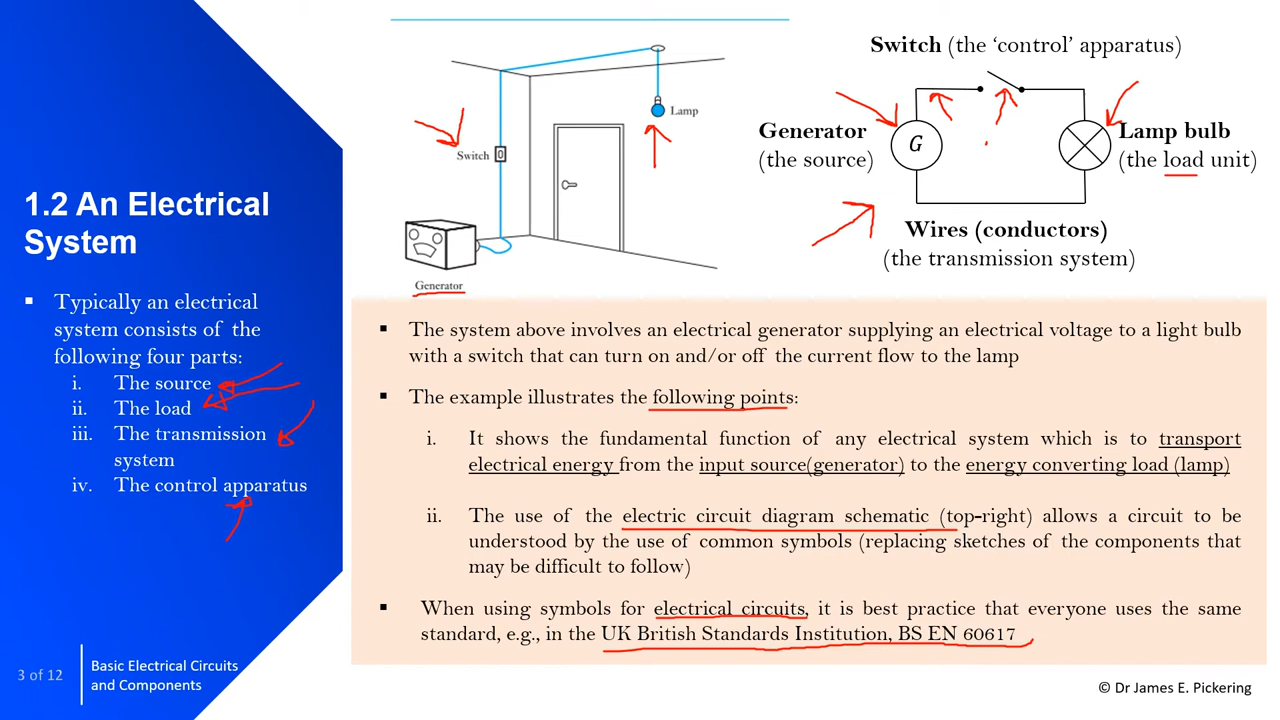 1.2 An Electrical
System
▪ Typically an electrical
system consists of the
following four parts:
i. The source
ii. The load
iii. The transmission
system
iv. The control apparatus
3 of 12
Basic Electrical Circuits
and Components
Lamp
Switch
0
Generator
Switch (the 'control' apparatus)
Generator
(the source)
G
Lamp bulb
(the load unit)
Wires (conductors)
(the transmission system)
▪ The system above involves an electrical generator supplying an electrical voltage to a light bulb
with a switch that can turn on and/or off the current flow to the lamp
▪ The example illustrates the following points:
i. It shows the fundamental function of any electrical system which is to transport
electrical energy from the input source(generator) to the energy converting load (lamp)
ii. The use of the electric circuit diagram schematic (top-right) allows a circuit to be
understood by the use of common symbols (replacing sketches of the components that
may be difficult to follow)
▪ When using symbols for electrical circuits, it is best practice that everyone uses the same
standard, e.g., in the UK British Standards Institution, BS EN 60617
© Dr James E. Pickering